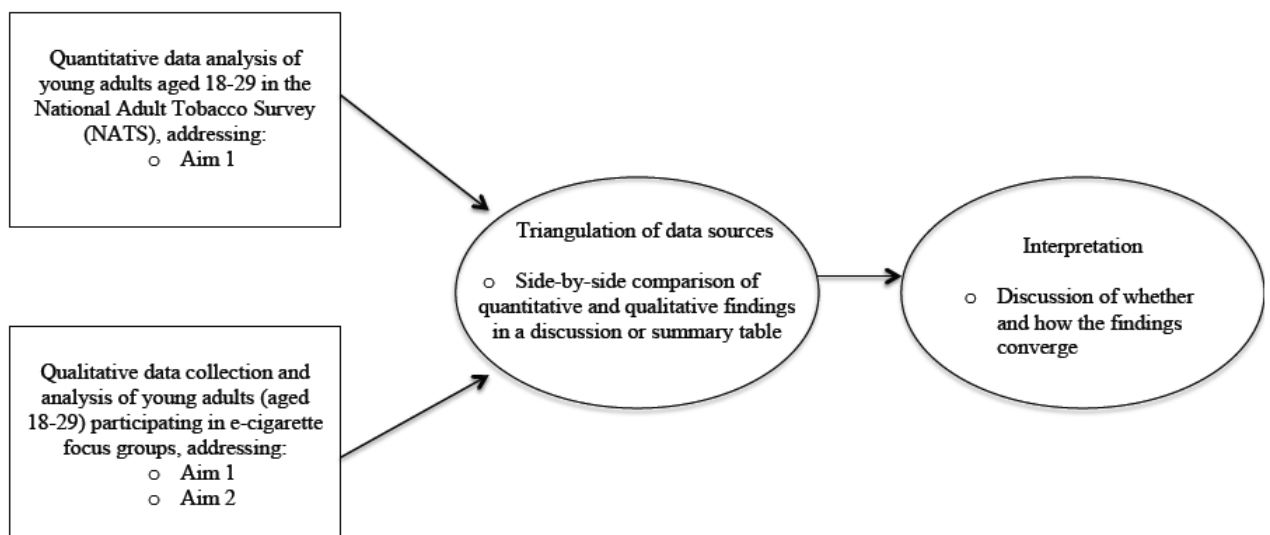 Quantitative data analysis of
young adults aged 18-29 in the
National Adult Tobacco Survey
(NATS), addressing:
o Aim 1
Qualitative data collection and
analysis of young adults (aged
18-29) participating in e-cigarette
focus groups, addressing:
o Aim 1
o Aim 2
Triangulation of data sources
o Side-by-side comparison of
quantitative and qualitative findings
in a discussion or summary table
Interpretation
o Discussion of whether
and how the findings
converge